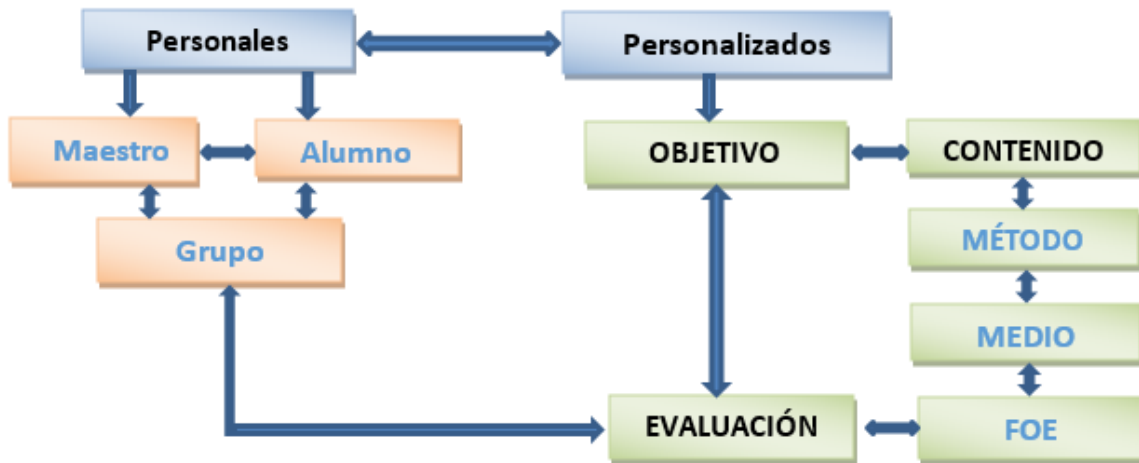 Personales
Personalizados
Maestro
Alumno
OBJETIVO
CONTENIDO
Grupo
MÉTODO
MEDIO
EVALUACIÓN
FOE